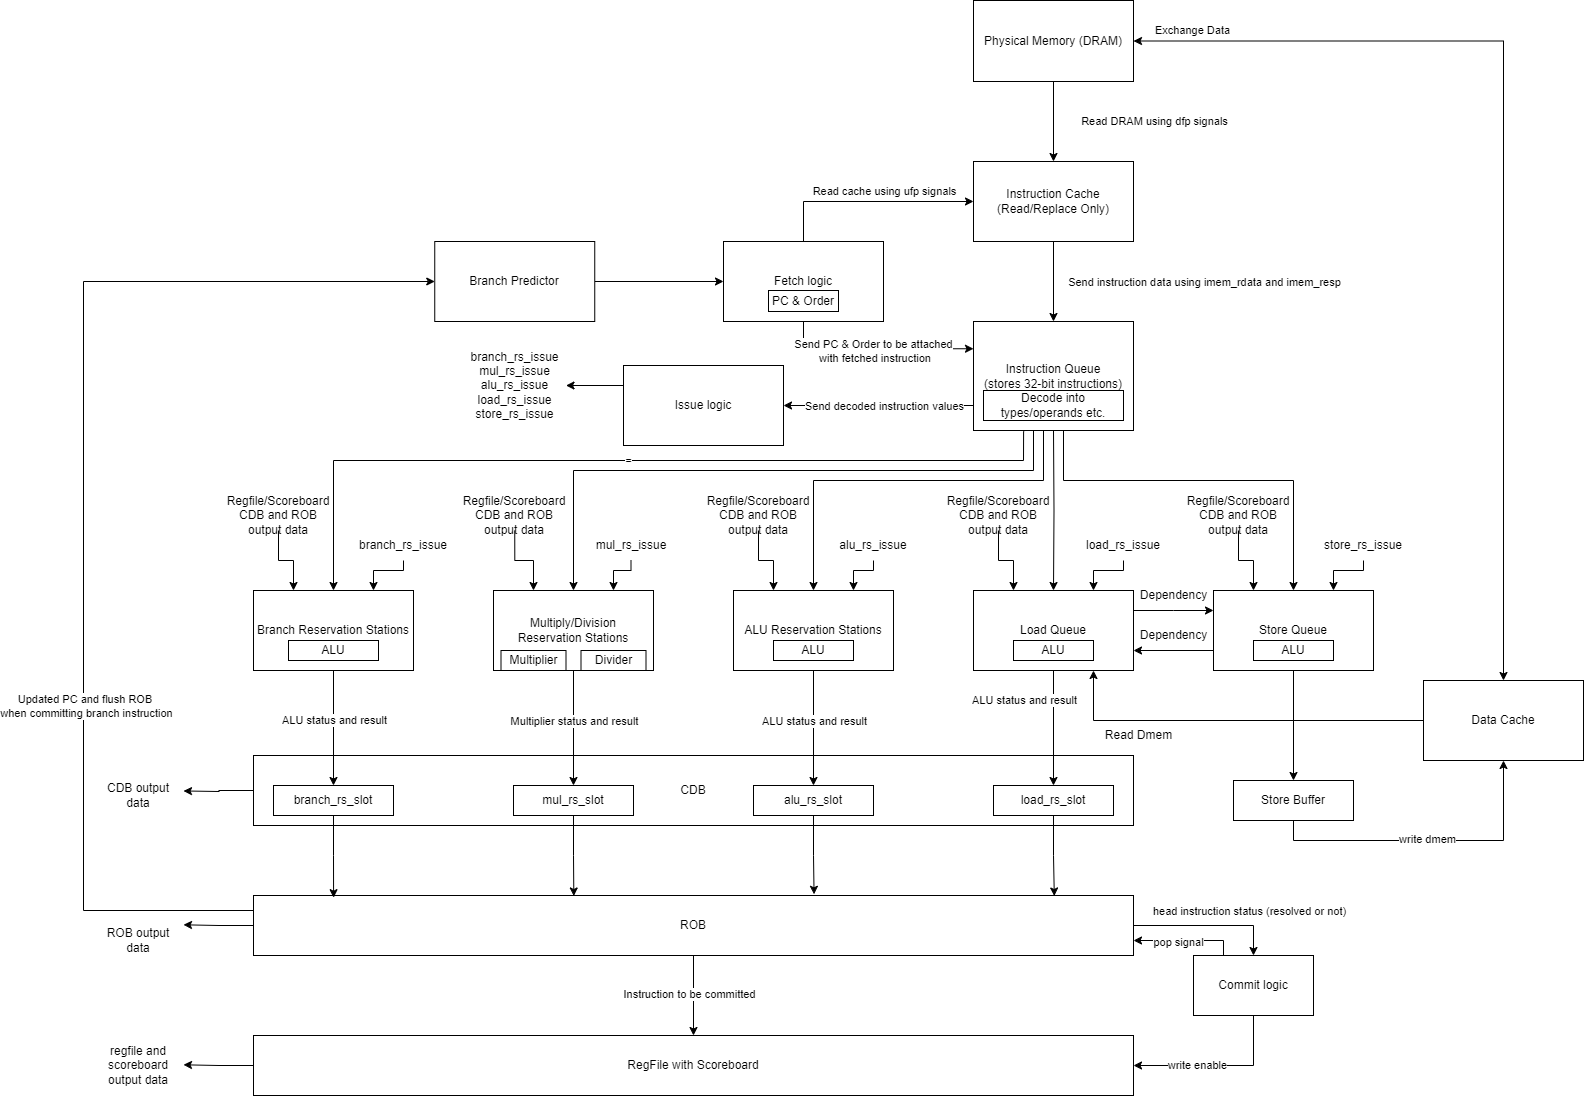 Physical Memory (DRAM)
Exchange Data
Read DRAM using dfp signals
Read cache using ufp signals
Instruction Cache
(Read/Replace Only)
Branch Predictor
Fetch logic
PC & Order
Send instruction data using imem_rdata and imem_resp
Send PC & Order to be attached
with fetched instruction
branch_rs_issue
mul_rs_issue
alu_rs_issue
load_rs_issue
store_rs_issue
Issue logic
Send decoded instruction values
Instruction Queue
(stores 32-bit instructions)
Decode into
types/operands etc.
=
Regfile/Scoreboard
CDB and ROB
output data
branch_rs_issue
Regfile/Scoreboard
CDB and ROB
output data
mul_rs_issue
Regfile/Scoreboard
CDB and ROB
output data
alu_rs_issue
Regfile/Scoreboard
CDB and ROB
output data
load_rs_issue
Regfile/Scoreboard
CDB and ROB
output data
store_rs_issue
Branch Reservation Stations
ALU
Multiply/Division
Reservation Stations
Multiplier
Divider
ALU Reservation Stations
ALU
Load Queue
ALU
Dependency
Dependency
Store Queue
ALU
Updated PC and flush ROB
when committing branch instruction
ALU status and result
Multiplier status and result
ALU status and result
ALU status and result
Read Dmem
Data Cache
CDB output
data
branch_rs_slot
mul_rs_slot
CDB
alu_rs_slot
load_rs_slot
Store Buffer
write dmem
ROB output
data
ROB
head instruction status (resolved or not)
pop signal
Commit logic
Instruction to be committed
regfile and
scoreboard
output data
RegFile with Scoreboard
write enable